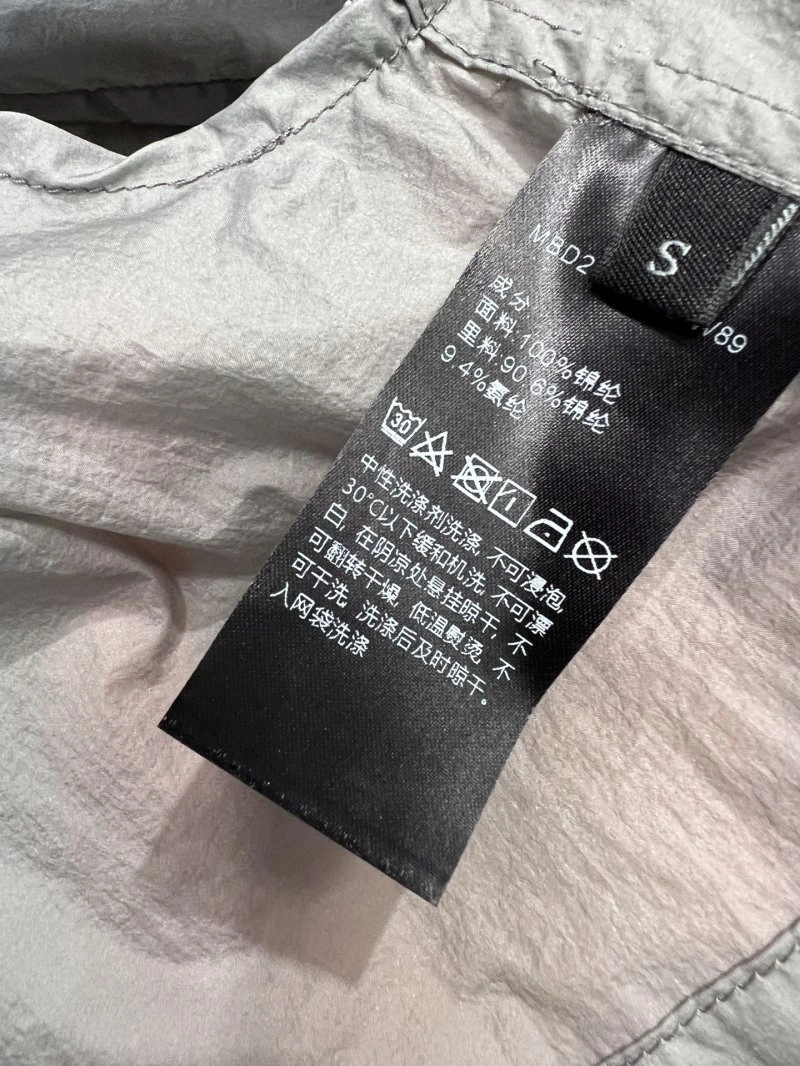 S
MBD2
W89
成分
面料:100%锦纶
里料:90.6%锦纶
9.4%氨纶
30
中性洗涤剂洗涤, 不可浸泡,
30°C以下缓和机洗, 不可漂
白, 在阴凉处悬挂晾干, 不
可翻转干燥, 低温熨烫, 不
可干洗, 洗涤后及时晾干。
入网袋洗涤